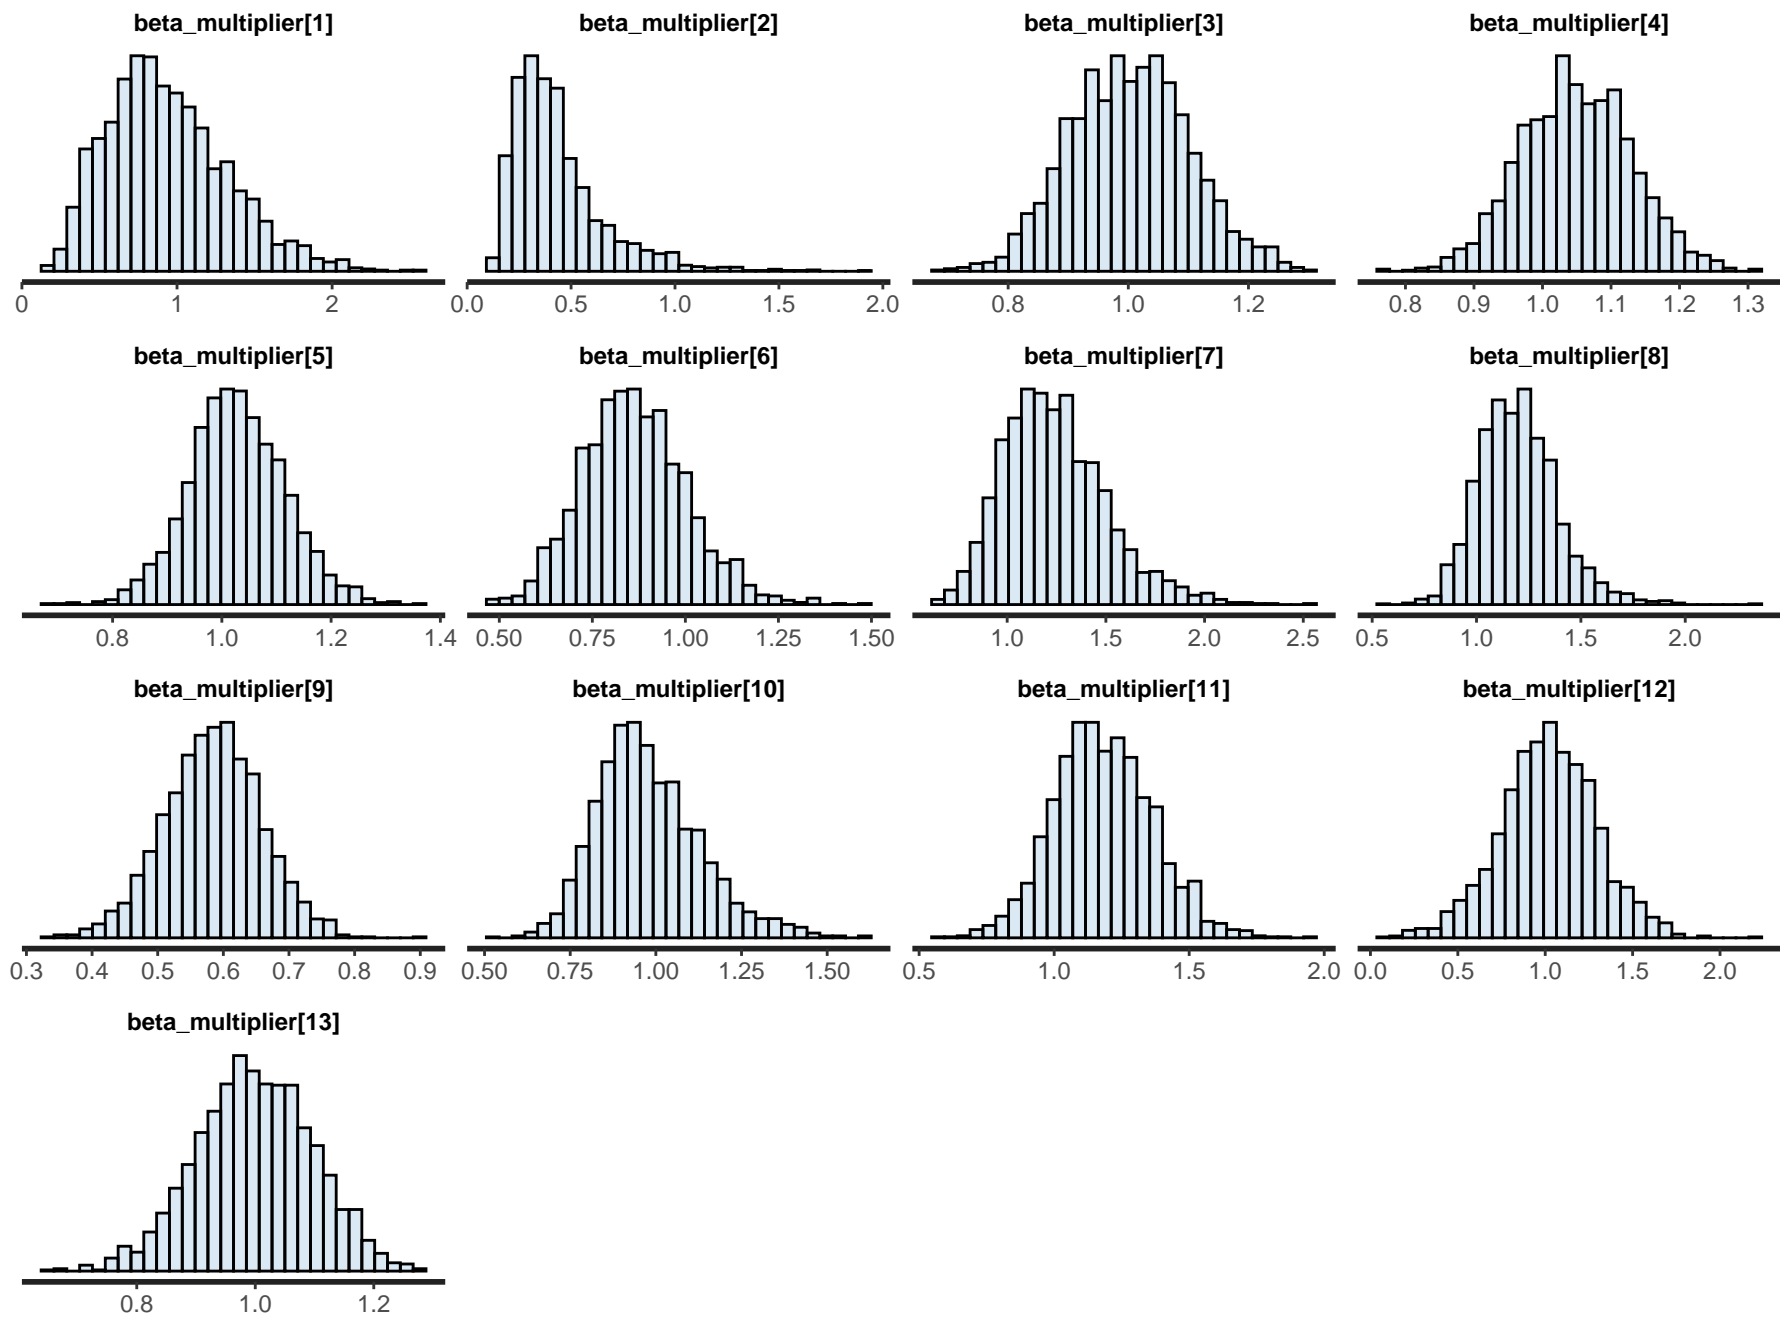 beta_multiplier[1] beta_multiplier[2] beta_multiplier[3] beta_multiplier[4]
0 1 2 0.0 0.5 1.0 1.5 2.0 0.8 1.0 1.2 0.8 0.9 1.0 1.1 1.2 1.3
beta_multiplier[5] beta_multiplier[6] beta_multiplier[7] beta_multiplier[8]
0.8 1.0 1.2 1.4 0.50 0.75 1.00 1.25 1.50 1.0 1.5 2.0 2.5 0.5 1.0 1.5 2.0
beta_multiplier[9] beta_multiplier[10] beta_multiplier[11] beta_multiplier[12]
0.3 0.4 0.5 0.6 0.7 0.8 0.9 0.50 0.75 1.00 1.25 1.50 0.5 1.0 1.5 2.0 0.0 0.5 1.0 1.5 2.0
beta_multiplier[13]
0.8 1.0 1.2